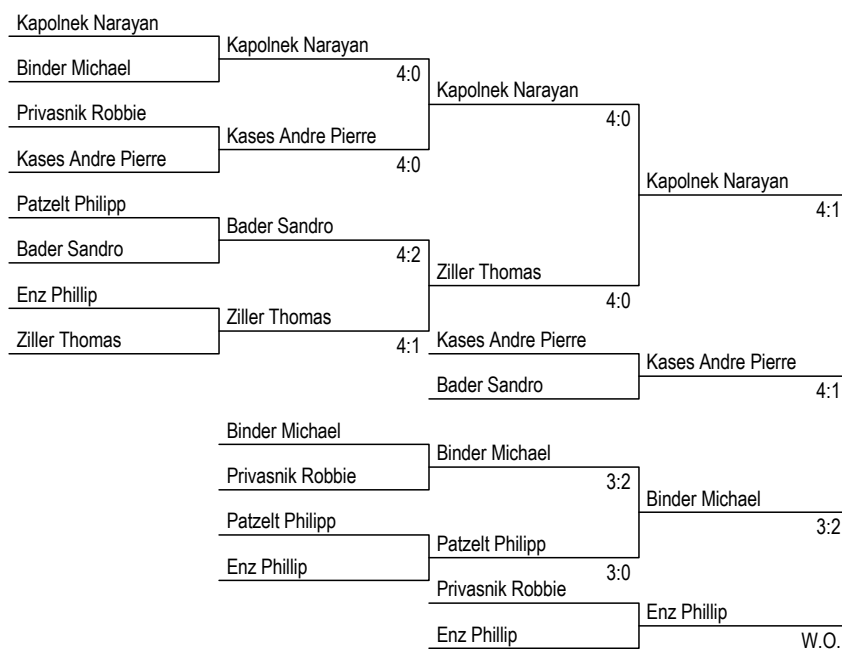 Kapolnek Narayan
Kapolnek Narayan
Binder Michael
4:0
Kapolnek Narayan
Privasnik Robbie
4:0
Kases Andre Pierre
Kases Andre Pierre
4:0
Kapolnek Narayan
Patzelt Philipp
4:1
Bader Sandro
Bader Sandro
4:2
Ziller Thomas
Enz Phillip
4:0
Ziller Thomas
Ziller Thomas
4:1
Kases Andre Pierre
Kases Andre Pierre
Bader Sandro
4:1
Binder Michael
Binder Michael
Privasnik Robbie
3:2
Binder Michael
Patzelt Philipp
3:2
Patzelt Philipp
Enz Phillip
3:0
Privasnik Robbie
Enz Phillip
Enz Phillip
W.O.